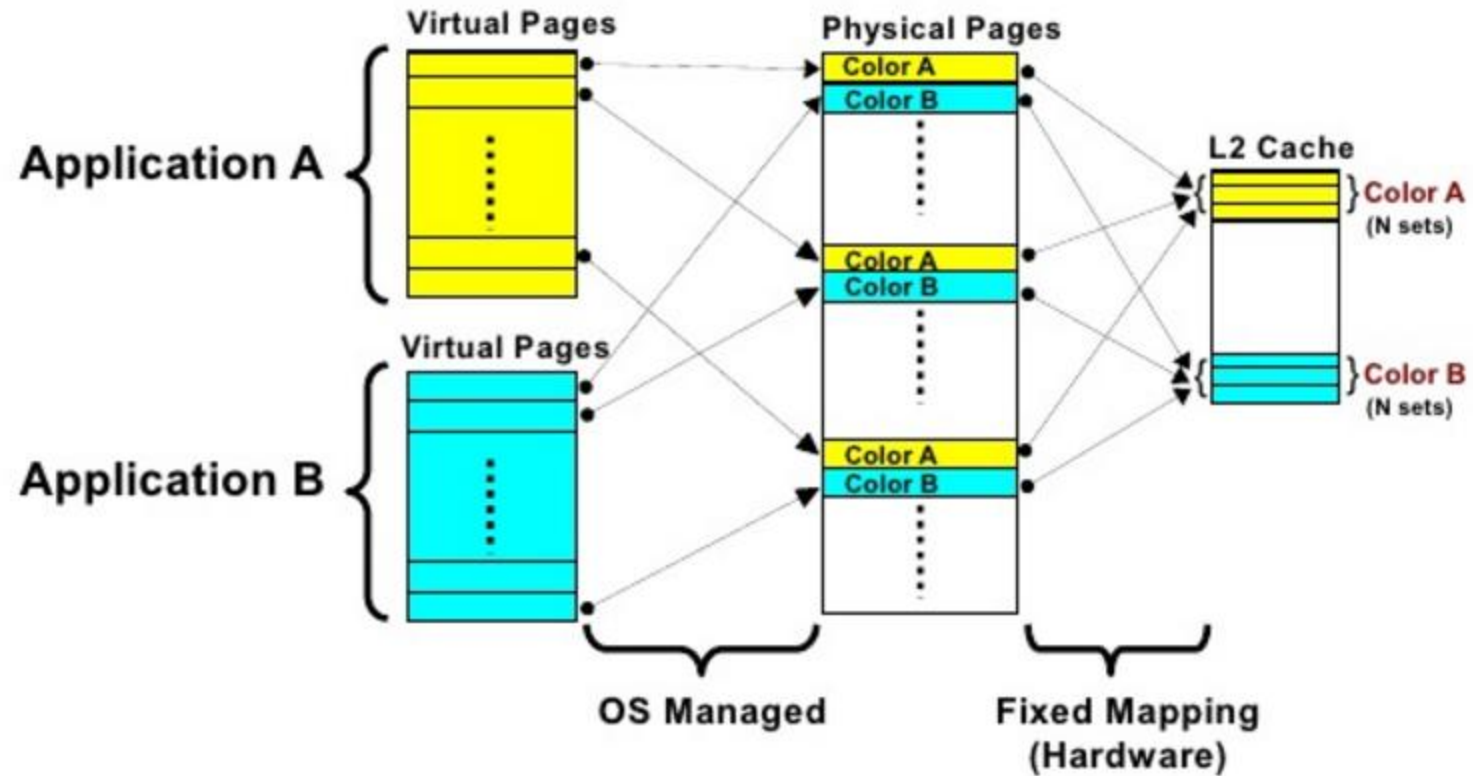 Virtual Pages
Physical Pages
Color A
Color B
Application A
L2 Cache
Color A
(N sets)
Color A
Color B
Virtual Pages
Color B
(N sets)
Application B
Color A
Color B
OS Managed
Fixed Mapping
(Hardware)